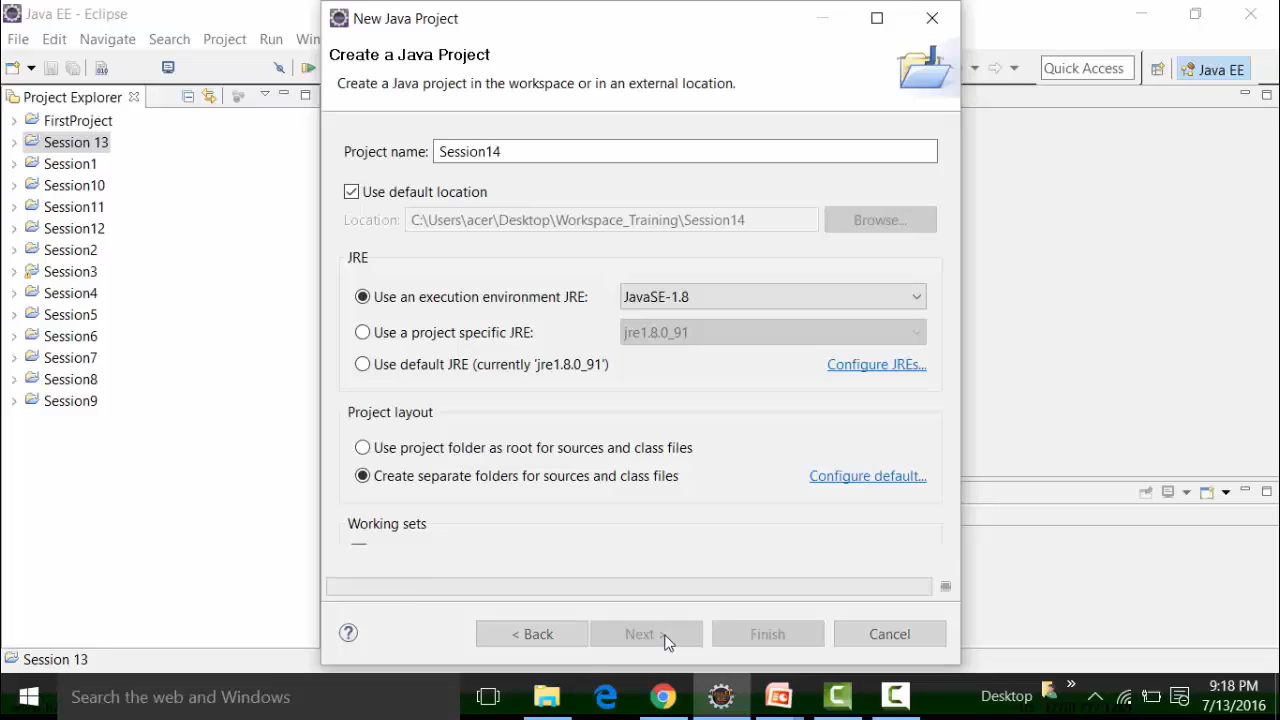 Java EE - Eclipse
File Edit Navigate Search Project Run Win
Quick Access
Java EE
Project Explorer
FirstProject
Session 13
Session1
Session10
Session11
Session12
Session2
Session3
Session4
Session5
Session6
Session7
Session8
Session9
Session 13
New Java Project
Create a Java Project
Create a Java project in the workspace or in an external location.
Project name: Session14
Use default location
Location: C:\Users\acer\Desktop\Workspace_Training\Session14 Browse...
JRE
Use an execution environment JRE: JavaSE-1.8
Use a project specific JRE: jre1.8.0_91
Use default JRE (currently 'jre1.8.0_91') Configure JREs...
Project layout
Use project folder as root for sources and class files
Create separate folders for sources and class files Configure default...
Working sets
? < Back Next > Finish Cancel
Search the web and Windows
Desktop
9:18 PM
7/13/2016